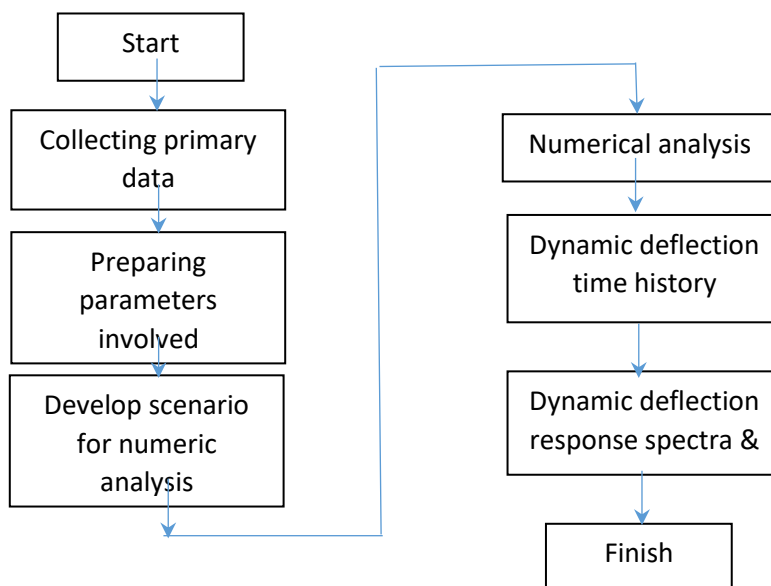 Start
Collecting primary
data
Preparing
parameters
involved
Develop scenario
for numeric
analysis
Numerical analysis
Dynamic deflection
time history
Dynamic deflection
response spectra &
Finish